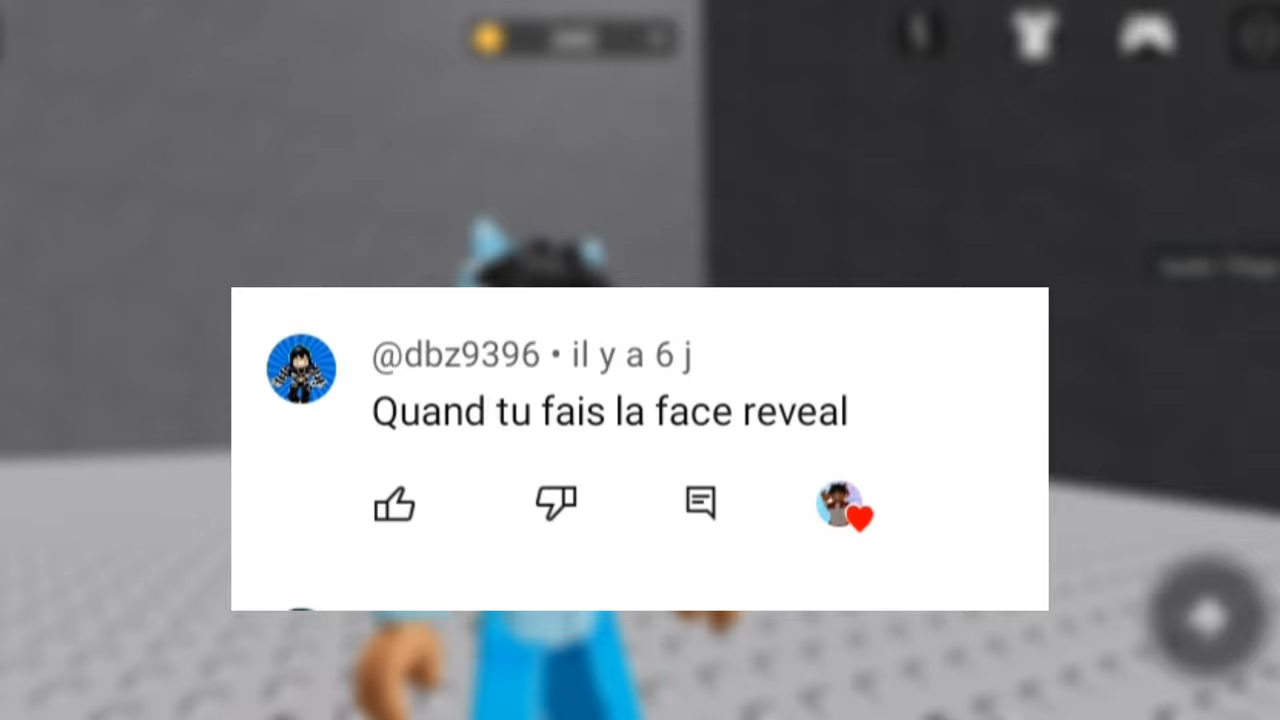 @dbz9396 • il y a 6 j
Quand tu fais la face reveal